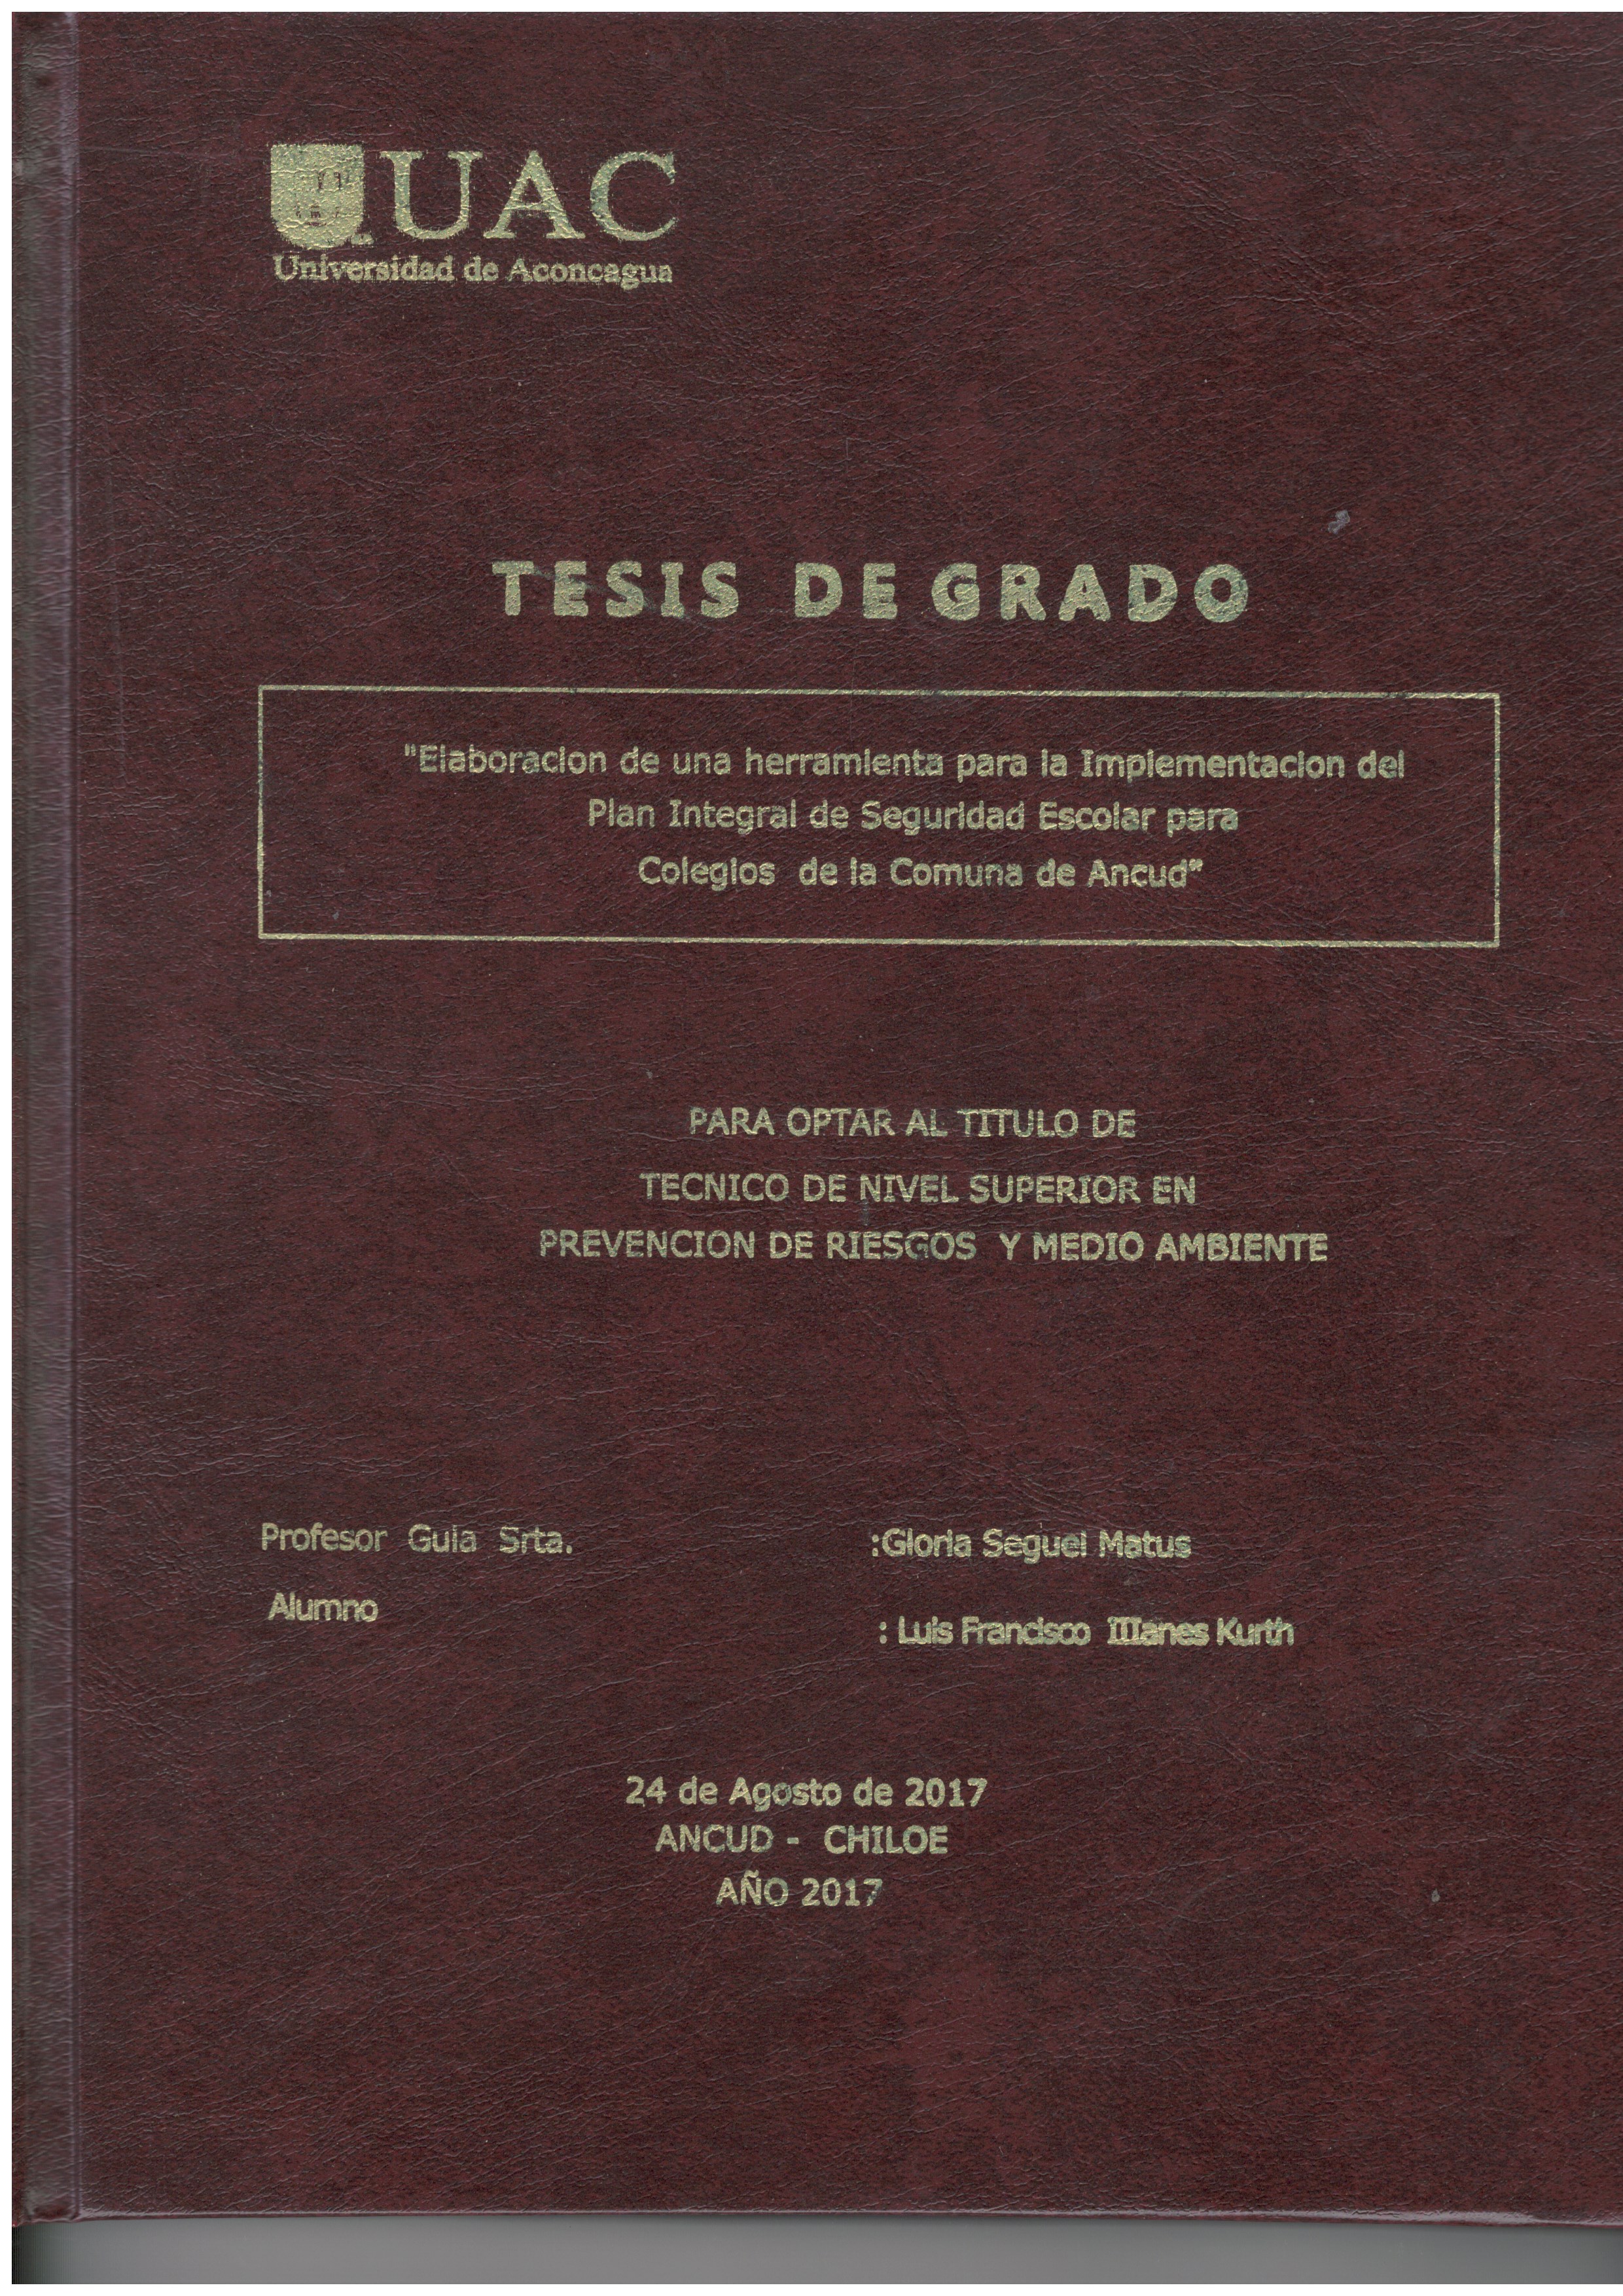 UAC
Universidad de Aconcagua
TESIS DE GRADO
"Elaboracion de una herramienta para la Implementacion del
Plan Integral de Seguridad Escolar para
Colegios de la Comuna de Ancud"
PARA OPTAR AL TITULO DE
TECNICO DE NIVEL SUPERIOR EN
PREVENCION DE RIESGOS Y MEDIO AMBIENTE
Profesor Guia Srta. :Gloria Seguel Matus
Alumno : Luis Francisco Illanes Kurth
24 de Agosto de 2017
ANCUD - CHILOE
AÑO 2017